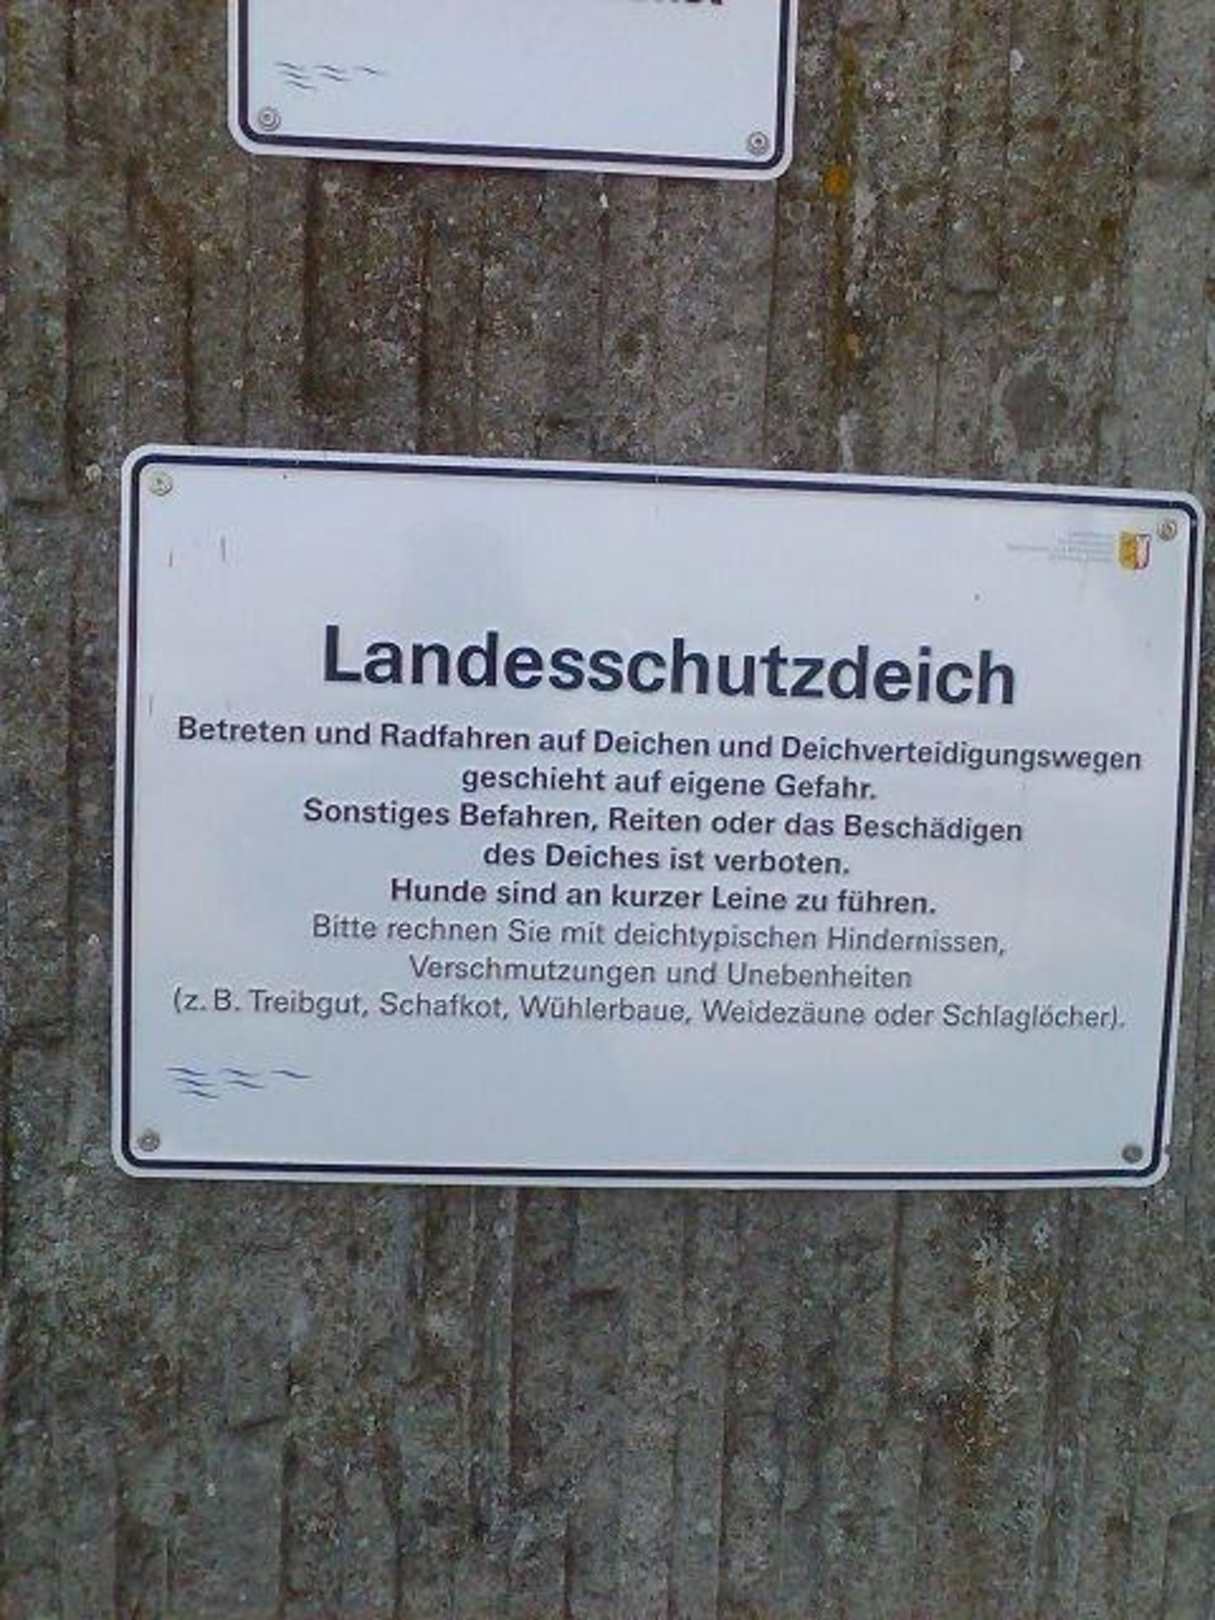 Landesschutzdeich
Betreten und Radfahren auf Deichen und Deichverteidigungswegen
geschieht auf eigene Gefahr.
Sonstiges Befahren, Reiten oder das Beschädigen
des Deiches ist verboten.
Hunde sind an kurzer Leine zu führen.
Bitte rechnen Sie mit deichtypischen Hindernissen,
Verschmutzungen und Unebenheiten
(z. B. Treibgut, Schafkot, Wühlerbaue, Weidezäune oder Schlaglöcher).